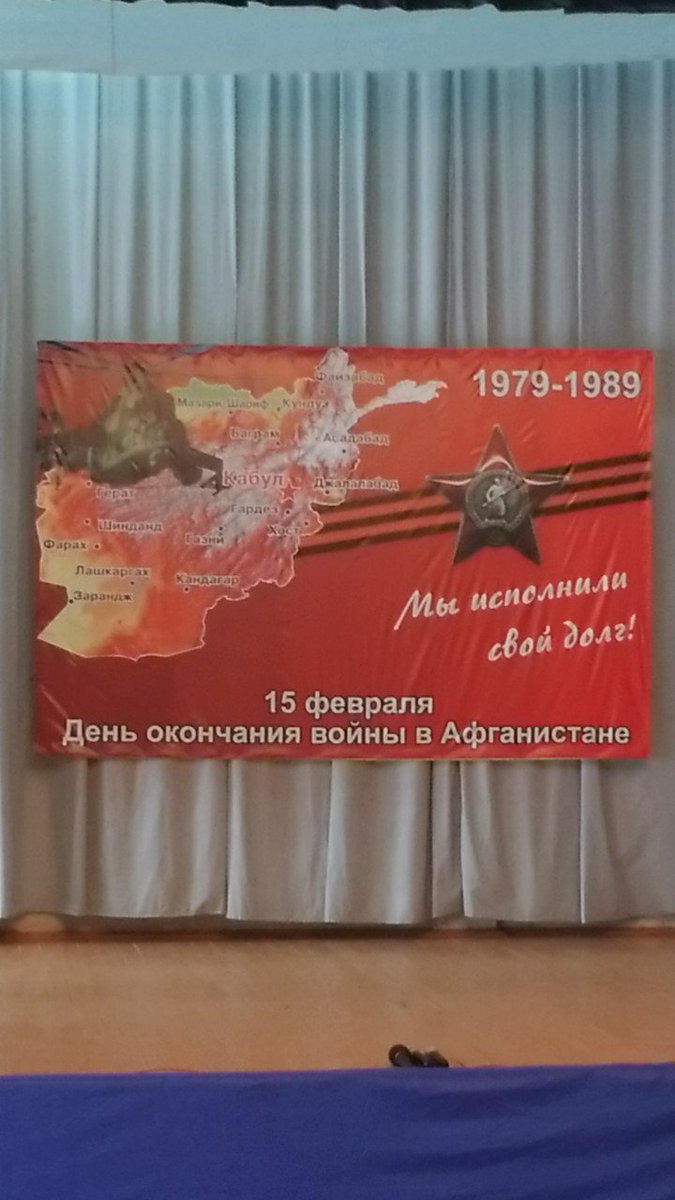 1979-1989
Файзабад
Мазари-Шариф
Кундуз
Баграм
Асадабад
Кабул
Джалалабад
Герат
Гардез
Шинданд
Хост
Газни
Фарах
Лашкаргах
Кандагар
Зарандж
Мы исполнили
свой долг!
15 февраля
День окончания войны в Афганистане